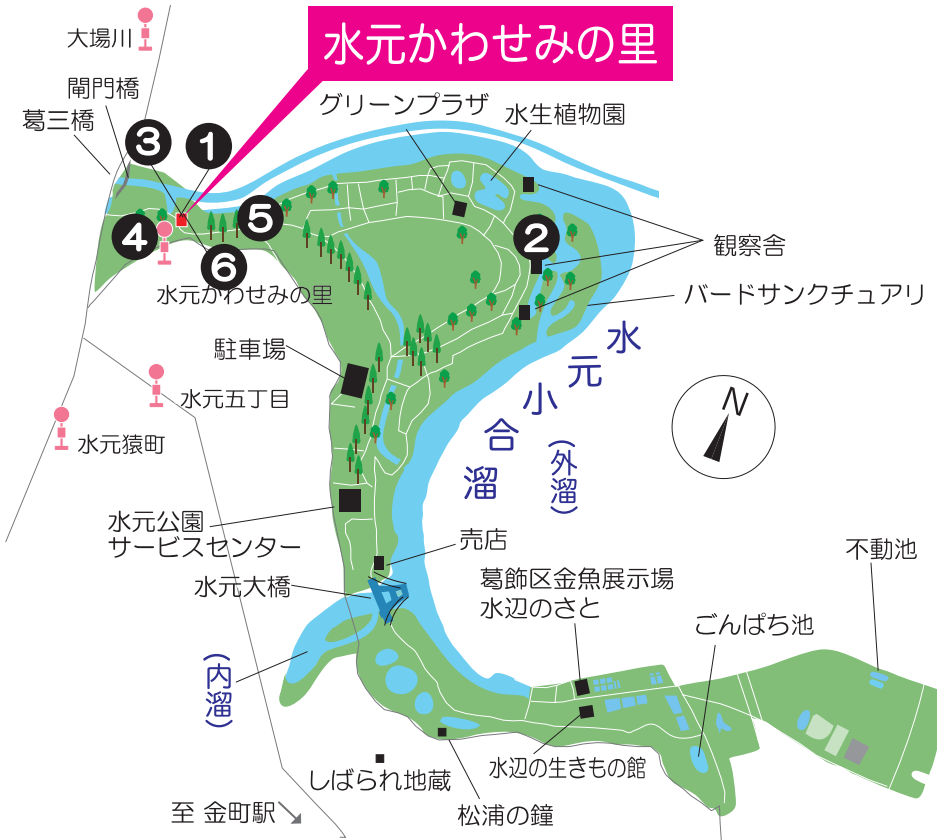 水元かわせみの里
大場川
閘門橋
葛三橋
グリーンプラザ
水生植物園
3
1
5
4
6
2
観察舎
バードサンクチュアリ
水元かわせみの里
駐車場
水元小合溜
(外溜)
N
水元五丁目
水元猿町
水元公園
サービスセンター
売店
水元大橋
葛飾区金魚展示場
水辺のさと
不動池
ごんぱち池
(内溜)
水辺の生きもの館
しばられ地蔵
松浦の鐘
至 金町駅